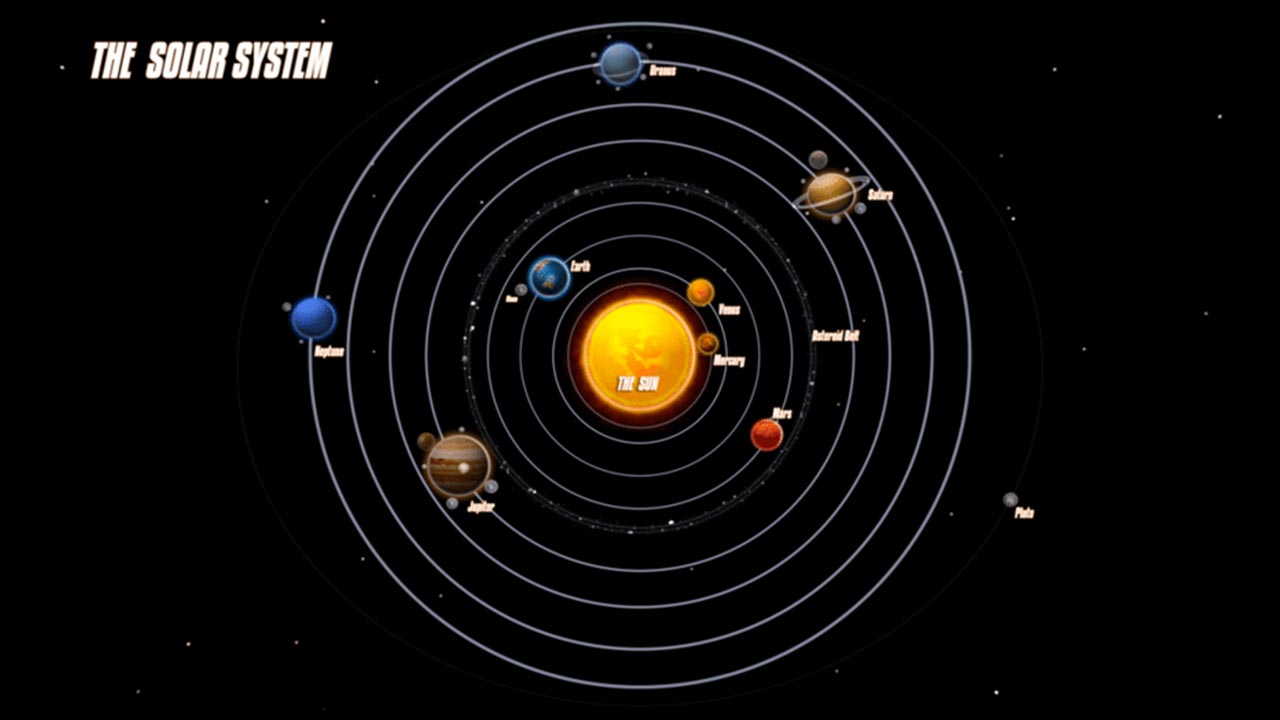 THE SOLAR SYSTEM
Uranus
Saturn
Earth
Moon
Venus
Asteroid Belt
Neptune
Mercury
THE SUN
Mars
Jupiter
Pluto